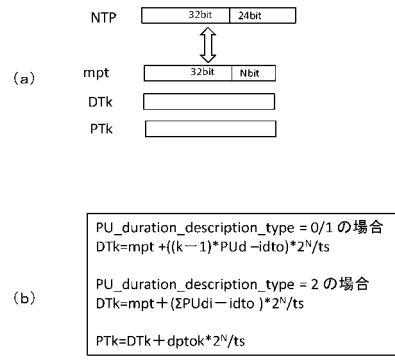 NTP 32bit 24bit
(a)
mpt 32bit Nbit
DTk
PTk
PU_duration_description_type = 0/1 の場合
DTk=mpt +((k－1)*PUd –idto)*2^N/ts
PU_duration_description_type = 2 の場合
(b)
DTk=mpt＋(ΣPUdi－idto )*2^N/ts
PTk=DTk＋dptok*2^N/ts